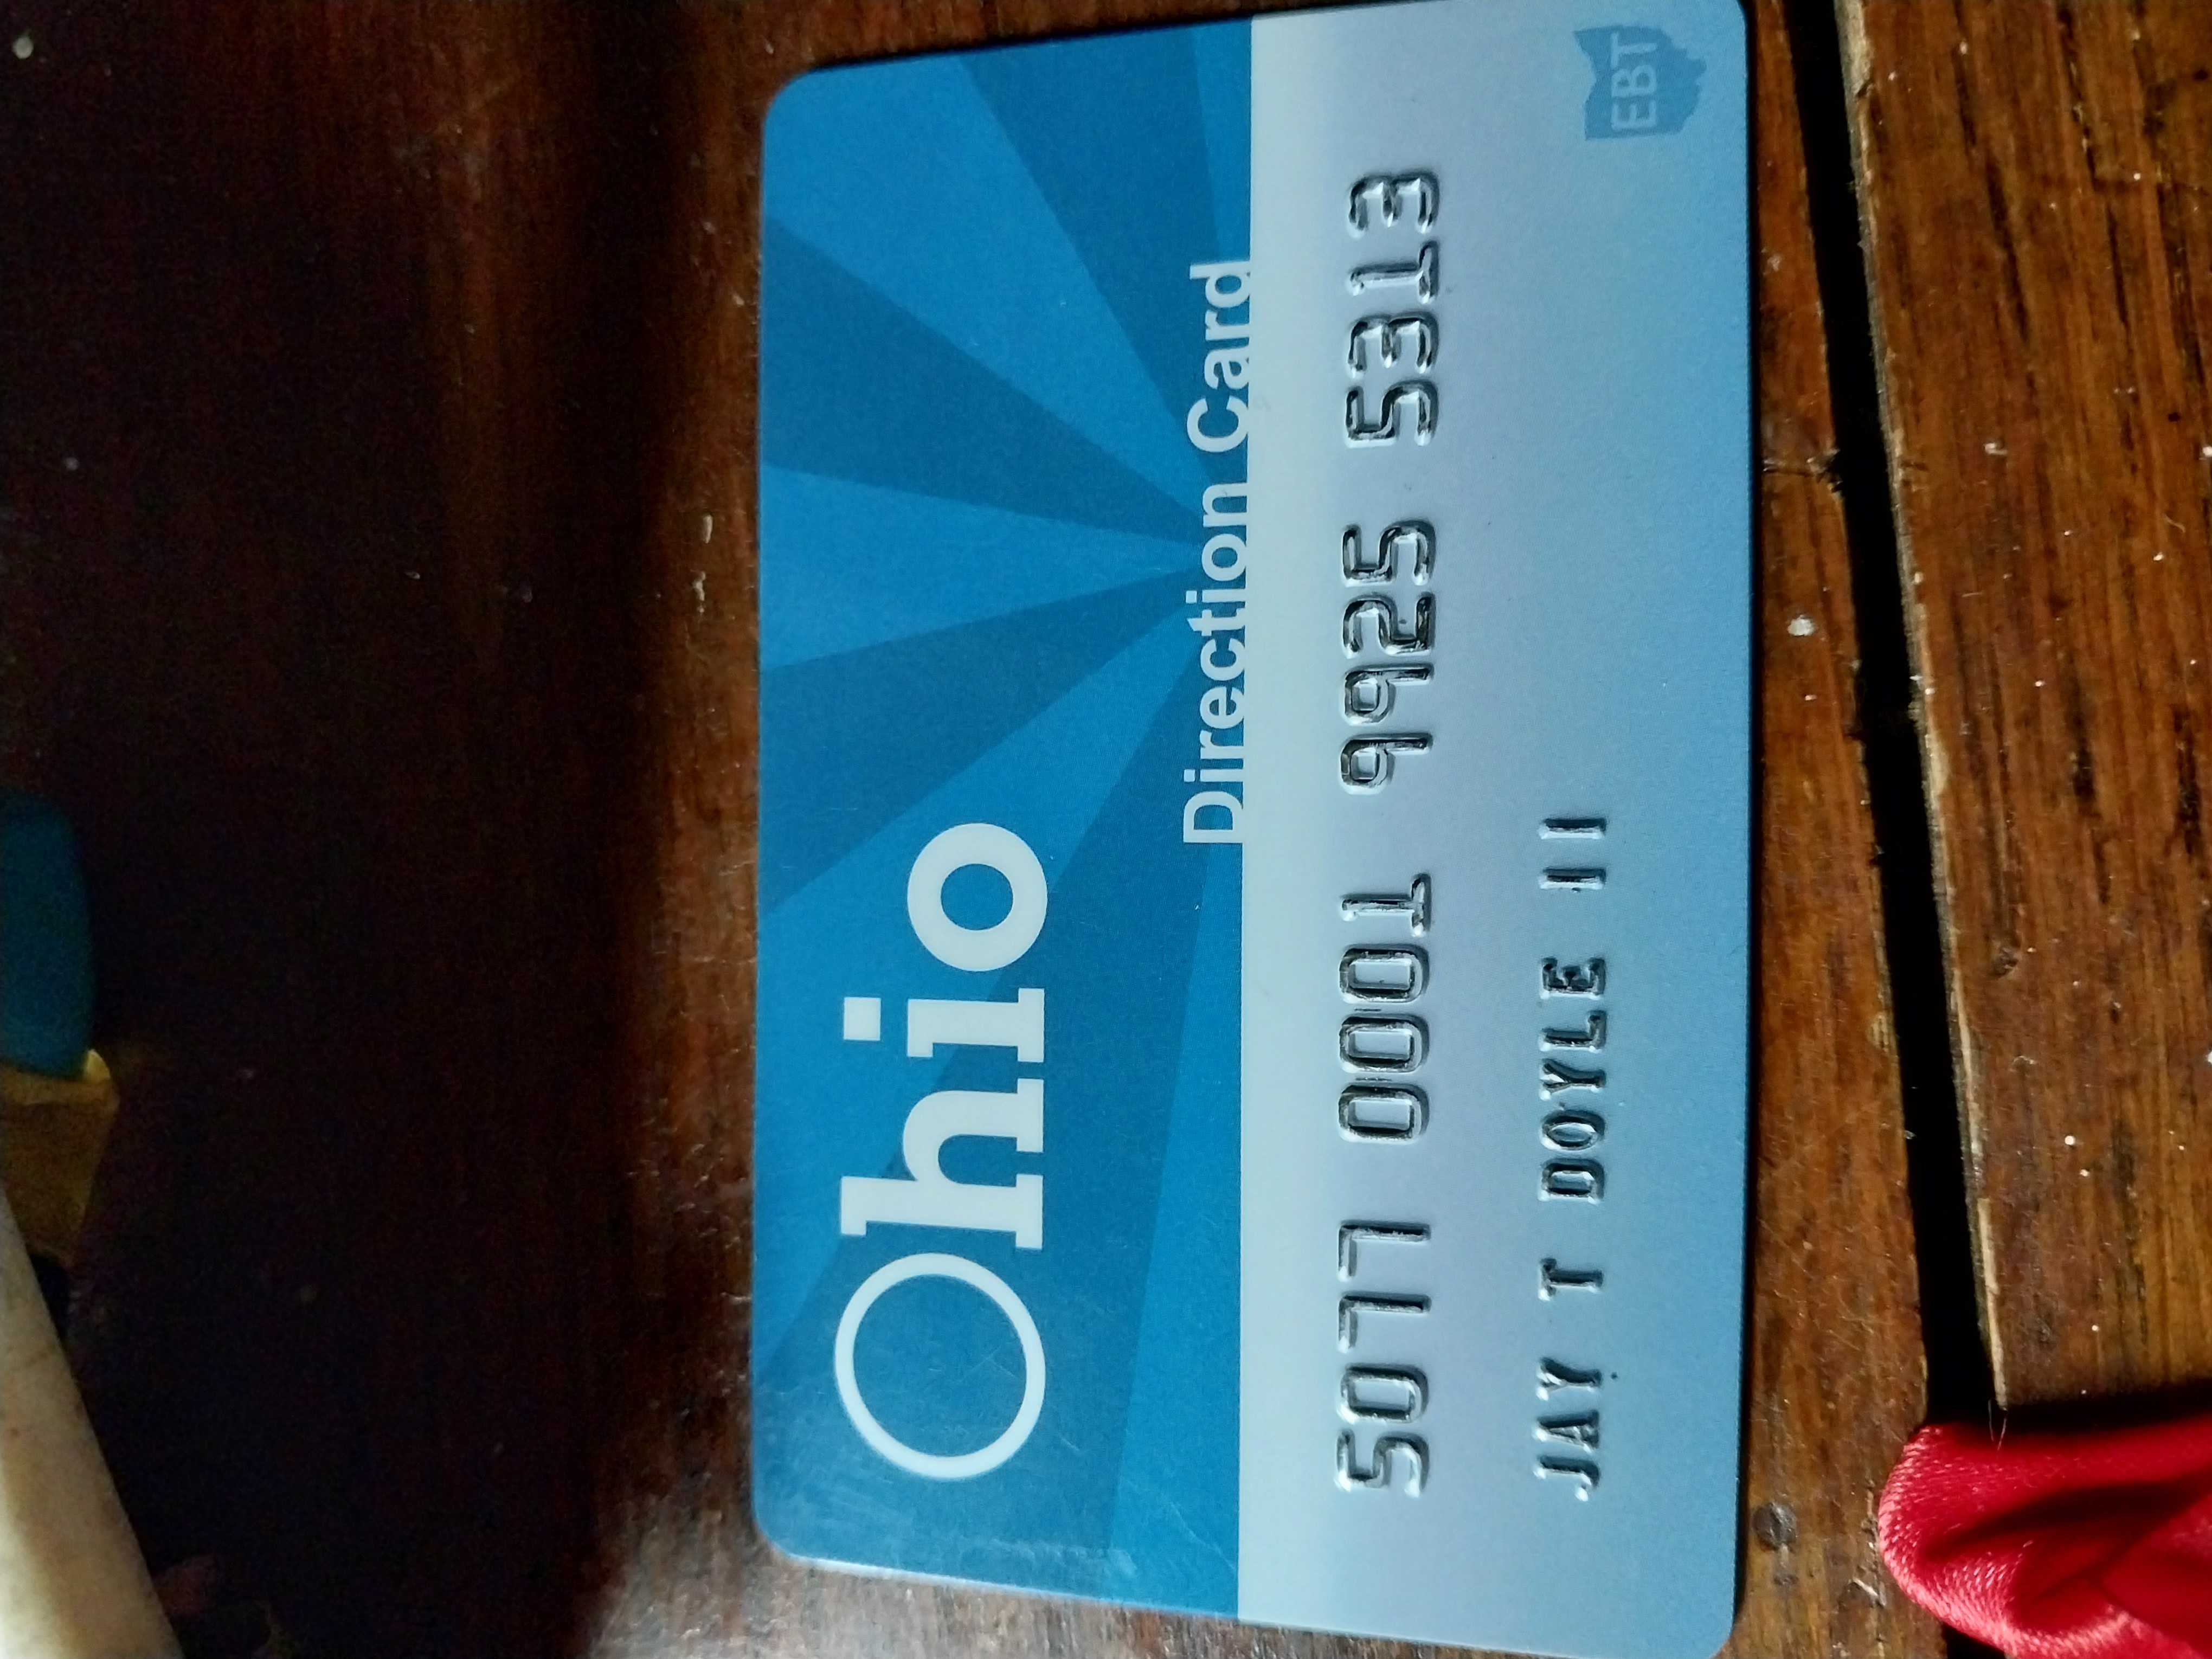 Ohio
Direction Card
5077 0001 9925 5313
JAY T DOYLE II
EBT